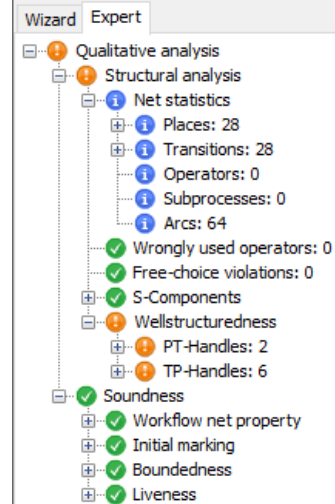 Wizard Expert
Qualitative analysis
Structural analysis
Net statistics
Places: 28
Transitions: 28
Operators: 0
Subprocesses: 0
Arcs: 64
Wrongly used operators: 0
Free-choice violations: 0
S-Components
Wellstructuredness
PT-Handles: 2
TP-Handles: 6
Soundness
Workflow net property
Initial marking
Boundedness
Liveness